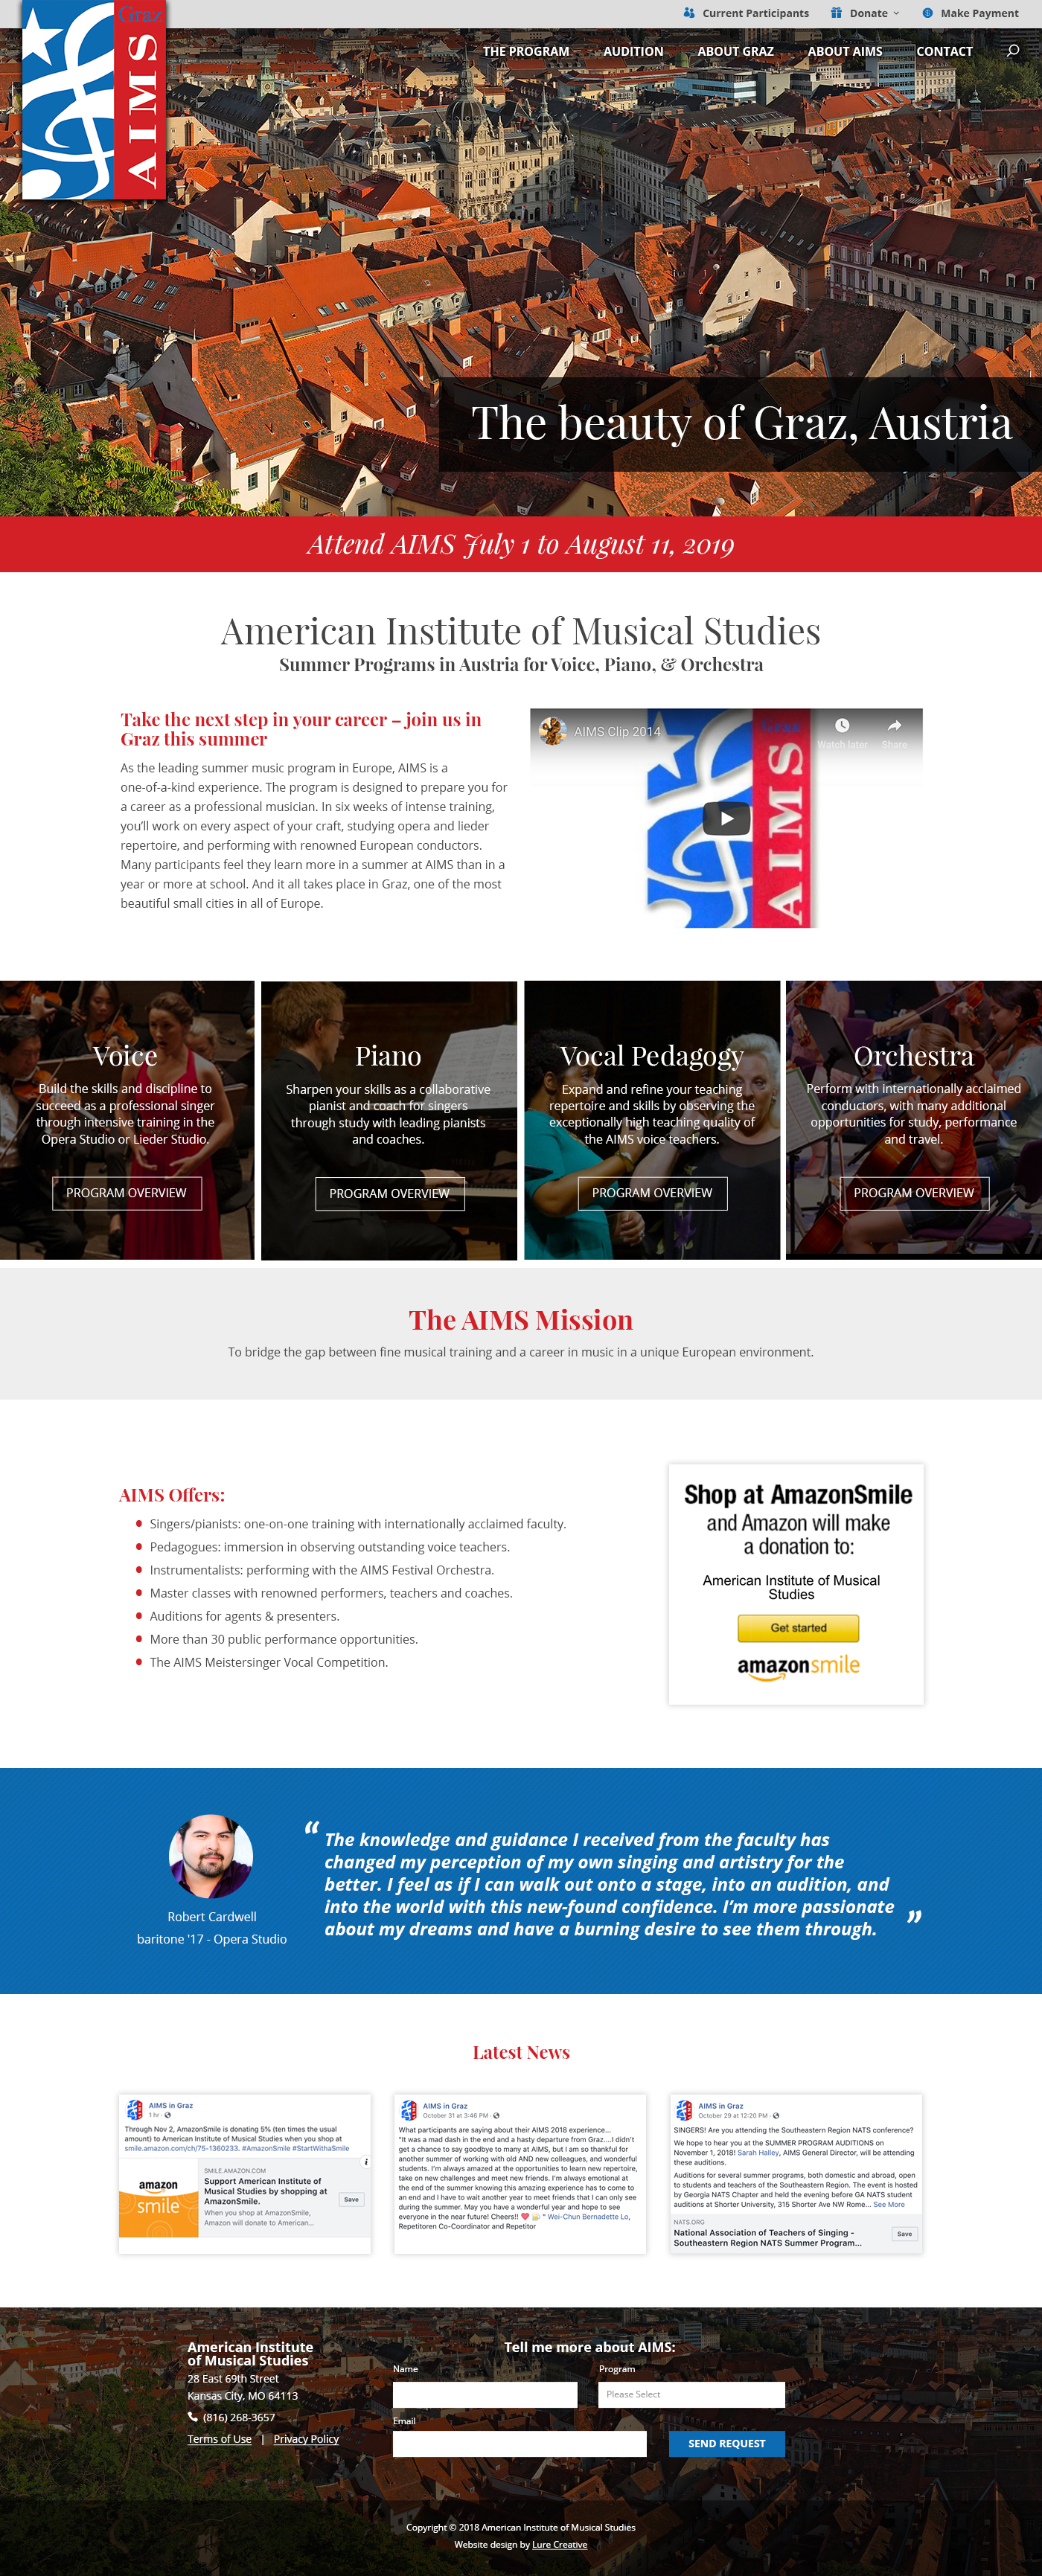 Graz
AIMS
Current Participants
Donate
Make Payment
THE PROGRAM
AUDITION
ABOUT GRAZ
ABOUT AIMS
CONTACT
The beauty of Graz, Austria
Attend AIMS July 1 to August 11, 2019
American Institute of Musical Studies
Summer Programs in Austria for Voice, Piano, & Orchestra
Take the next step in your career – join us in
Graz this summer
As the leading summer music program in Europe, AIMS is a
one-of-a-kind experience. The program is designed to prepare you for
a career as a professional musician. In six weeks of intense training,
you’ll work on every aspect of your craft, studying opera and lieder
repertoire, and performing with renowned European conductors.
Many participants feel they learn more in a summer at AIMS than in a
year or more at school. And it all takes place in Graz, one of the most
beautiful small cities in all of Europe.
AIMS Clip 2014
Watch later
Share
Graz
AIMS
Voice
Build the skills and discipline to
succeed as a professional singer
through intensive training in the
Opera Studio or Lieder Studio.
PROGRAM OVERVIEW
Piano
Sharpen your skills as a collaborative
pianist and coach for singers
through study with leading pianists
and coaches.
PROGRAM OVERVIEW
Vocal Pedagogy
Expand and refine your teaching
repertoire and skills by observing the
exceptionally high teaching quality of
the AIMS voice teachers.
PROGRAM OVERVIEW
Orchestra
Perform with internationally acclaimed
conductors, with many additional
opportunities for study, performance
and travel.
PROGRAM OVERVIEW
The AIMS Mission
To bridge the gap between fine musical training and a career in music in a unique European environment.
AIMS Offers:
Singers/pianists: one-on-one training with internationally acclaimed faculty.
Pedagogues: immersion in observing outstanding voice teachers.
Instrumentalists: performing with the AIMS Festival Orchestra.
Master classes with renowned performers, teachers and coaches.
Auditions for agents & presenters.
More than 30 public performance opportunities.
The AIMS Meistersinger Vocal Competition.
Shop at AmazonSmile
and Amazon will make
a donation to:
American Institute of Musical
Studies
Get started
amazonsmile
“ The knowledge and guidance I received from the faculty has
changed my perception of my own singing and artistry for the
better. I feel as if I can walk out onto a stage, into an audition, and
into the world with this new-found confidence. I’m more passionate
about my dreams and have a burning desire to see them through. ”
Robert Cardwell
baritone '17 - Opera Studio
Latest News
AIMS in Graz
1 hr ·
Through Nov 2, AmazonSmile is donating 5% (ten times the usual
amount) to American Institute of Musical Studies when you shop at
smile.amazon.com/ch/75-1360233. #AmazonSmile #StartWithaSmile
amazon
smile
SMILE.AMAZON.COM
Support American Institute of
Musical Studies by shopping at
AmazonSmile.
When you shop at AmazonSmile,
Amazon will donate to American...
Save
i
AIMS in Graz
October 31 at 3:46 PM ·
What participants are saying about their AIMS 2018 experience...
"It was a mad dash in the end and a hasty departure from Graz....I didn't
get a chance to say goodbye to many at AIMS, but I am so thankful for
another summer of working with old AND new colleagues, and wonderful
students. I'm always amazed at the opportunities to learn new repertoire,
take on new challenges and meet new friends. I'm always emotional at
the end of the summer knowing this amazing experience has to come to
an end and I have to wait another year to meet friends that I can only see
during the summer. May you have a wonderful year and hope to see
everyone in the near future! Cheers!! ❤️ 🍻 " Wei-Chun Bernadette Lo,
Repetitoren Co-Coordinator and Repetitor
AIMS in Graz
October 29 at 12:20 PM ·
SINGERS! Are you attending the Southeastern Region NATS conference?
We hope to hear you at the SUMMER PROGRAM AUDITIONS on
November 1, 2018! Sarah Halley, AIMS General Director, will be attending
these auditions.
Auditions for several summer programs, both domestic and abroad, open
to students and teachers of the Southeastern Region. The event is hosted
by Georgia NATS Chapter and held the evening before GA NATS student
auditions at Shorter University, 315 Shorter Ave NW Rome... See More
NATS.ORG
National Association of Teachers of Singing -
Southeastern Region NATS Summer Program...
Save
American Institute
of Musical Studies
28 East 69th Street
Kansas City, MO 64113
(816) 268-3657
Terms of Use | Privacy Policy
Tell me more about AIMS:
Name
Program
Please Select
Email
SEND REQUEST
Copyright © 2018 American Institute of Musical Studies
Website design by Lure Creative